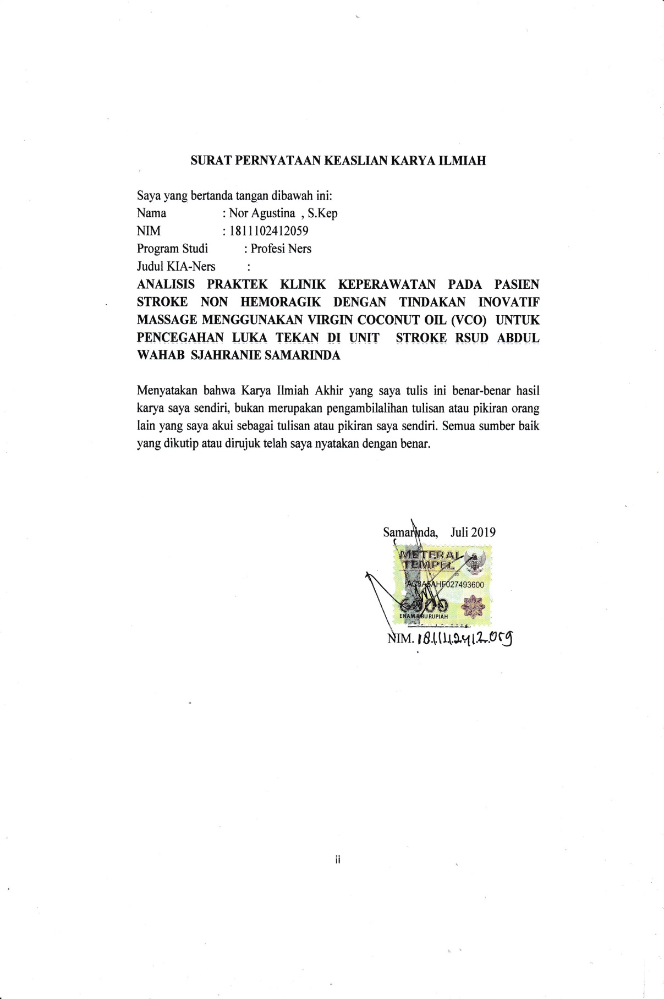 SURAT PERNYATAAN KEASLIAN KARYA ILMIAH
Saya yang bertanda tangan dibawah ini:
Nama : Nor Agustina , S.Kep
NIM : 1811102412059
Program Studi : Profesi Ners
Judul KIA-Ners :
ANALISIS PRAKTEK KLINIK KEPERAWATAN PADA PASIEN
STROKE NON HEMORAGIK DENGAN TINDAKAN INOVATIF
MASSAGE MENGGUNAKAN VIRGIN COCONUT OIL (VCO) UNTUK
PENCEGAHAN LUKA TEKAN DI UNIT STROKE RSUD ABDUL
WAHAB SJAHRANIE SAMARINDA
Menyatakan bahwa Karya Ilmiah Akhir yang saya tulis ini benar-benar hasil
karya saya sendiri, bukan merupakan pengambilalihan tulisan atau pikiran orang
lain yang saya akui sebagai tulisan atau pikiran saya sendiri. Semua sumber baik
yang dikutip atau dirujuk telah saya nyatakan dengan benar.
Samarinda, Juli 2019
METERAI
TEMPEL
TGL 20
6000
ENAM RIBU RUPIAH
NIM.
ii